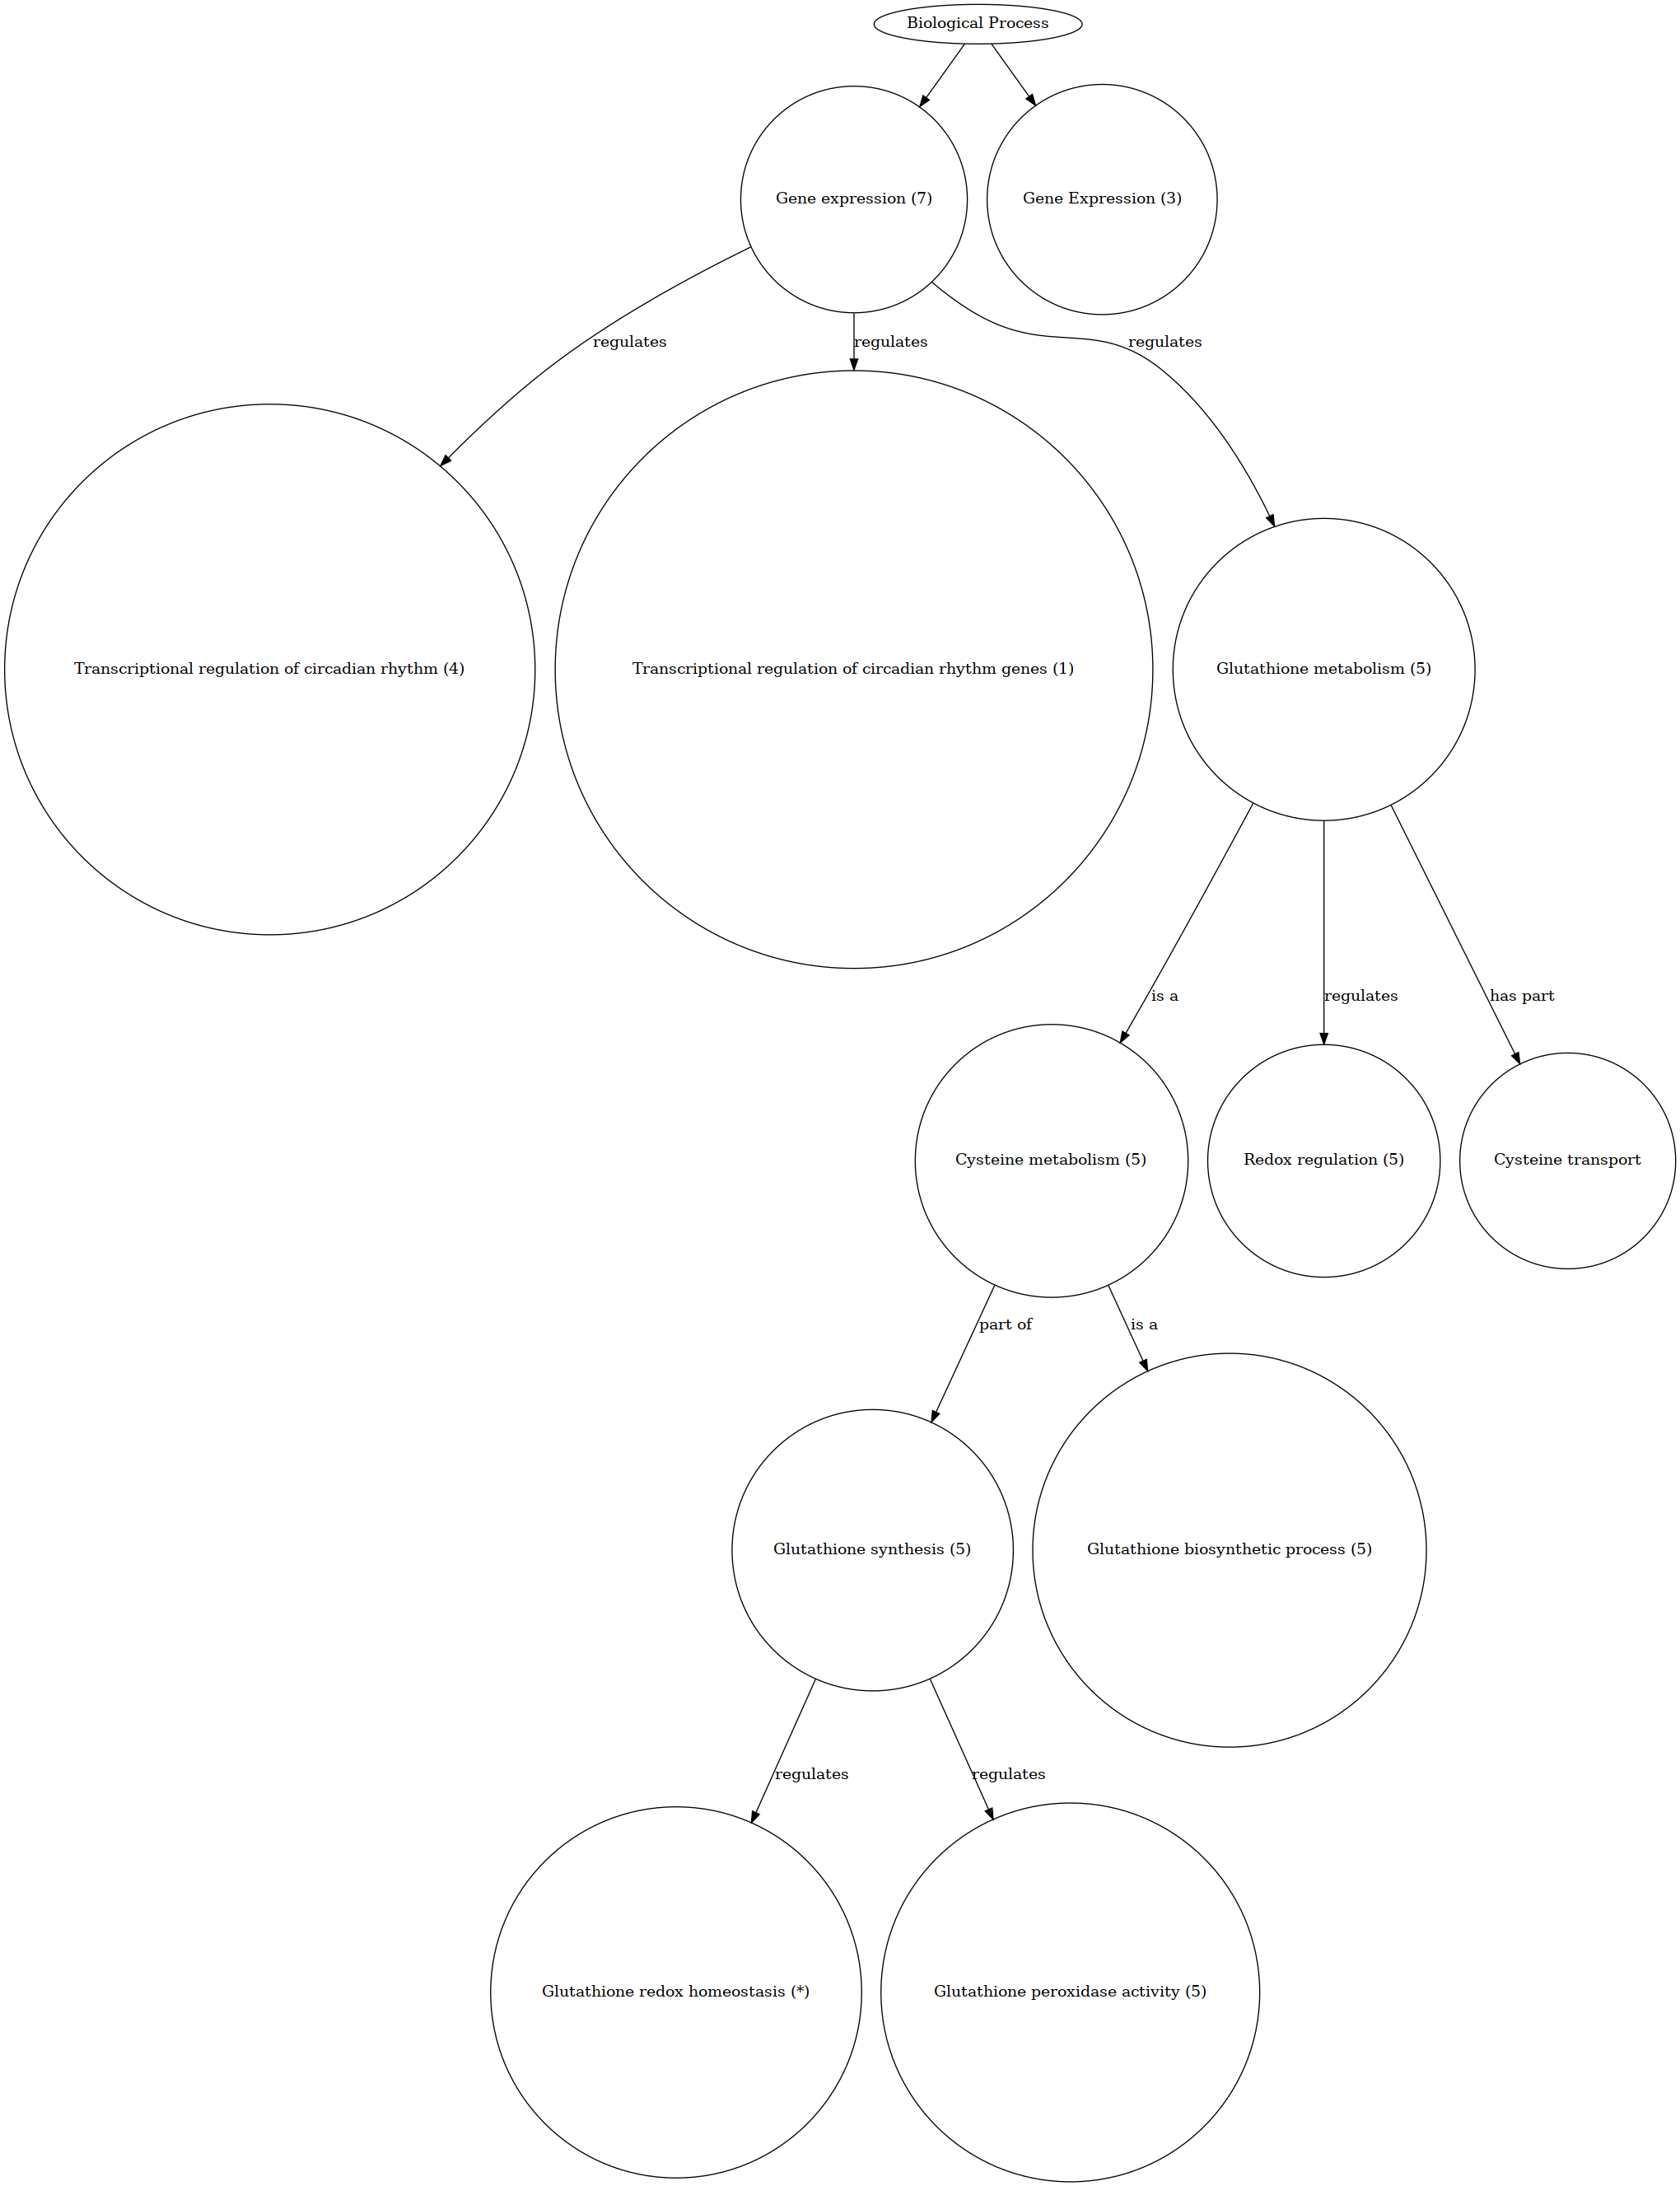 Biological Process
Gene expression (7)
Gene Expression (3)
regulates
regulates
regulates
Transcriptional regulation of circadian rhythm (4)
Transcriptional regulation of circadian rhythm genes (1)
Glutathione metabolism (5)
is a
regulates
has part
Cysteine metabolism (5)
Redox regulation (5)
Cysteine transport
part of
is a
Glutathione synthesis (5)
Glutathione biosynthetic process (5)
regulates
regulates
Glutathione redox homeostasis (*)
Glutathione peroxidase activity (5)